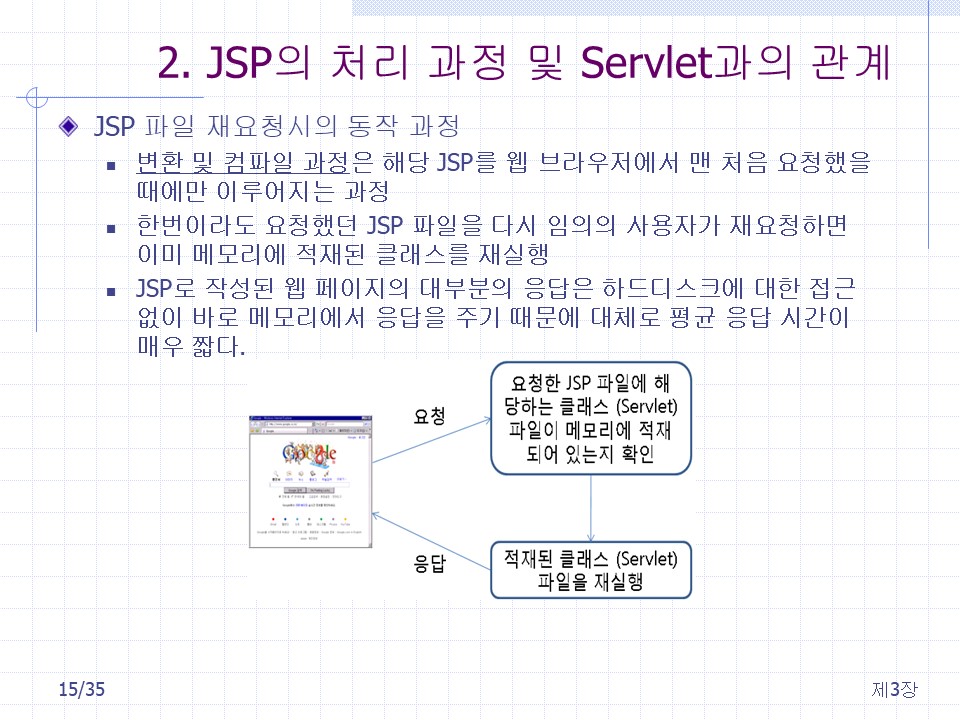 2. JSP의 처리 과정 및 Servlet과의 관계
JSP 파일 재요청시의 동작 과정
변환 및 컴파일 과정은 해당 JSP를 웹 브라우저에서 맨 처음 요청했을
때에만 이루어지는 과정
한번이라도 요청했던 JSP 파일을 다시 임의의 사용자가 재요청하면
이미 메모리에 적재된 클래스를 재실행
JSP로 작성된 웹 페이지의 대부분의 응답은 하드디스크에 대한 접근
없이 바로 메모리에서 응답을 주기 때문에 대체로 평균 응답 시간이
매우 짧다.
요청한 JSP 파일에 해
당하는 클래스 (Servlet)
파일이 메모리에 적재
되어 있는지 확인
요청
Google
응답
적재된 클래스 (Servlet)
파일을 재실행
15/35
제3장